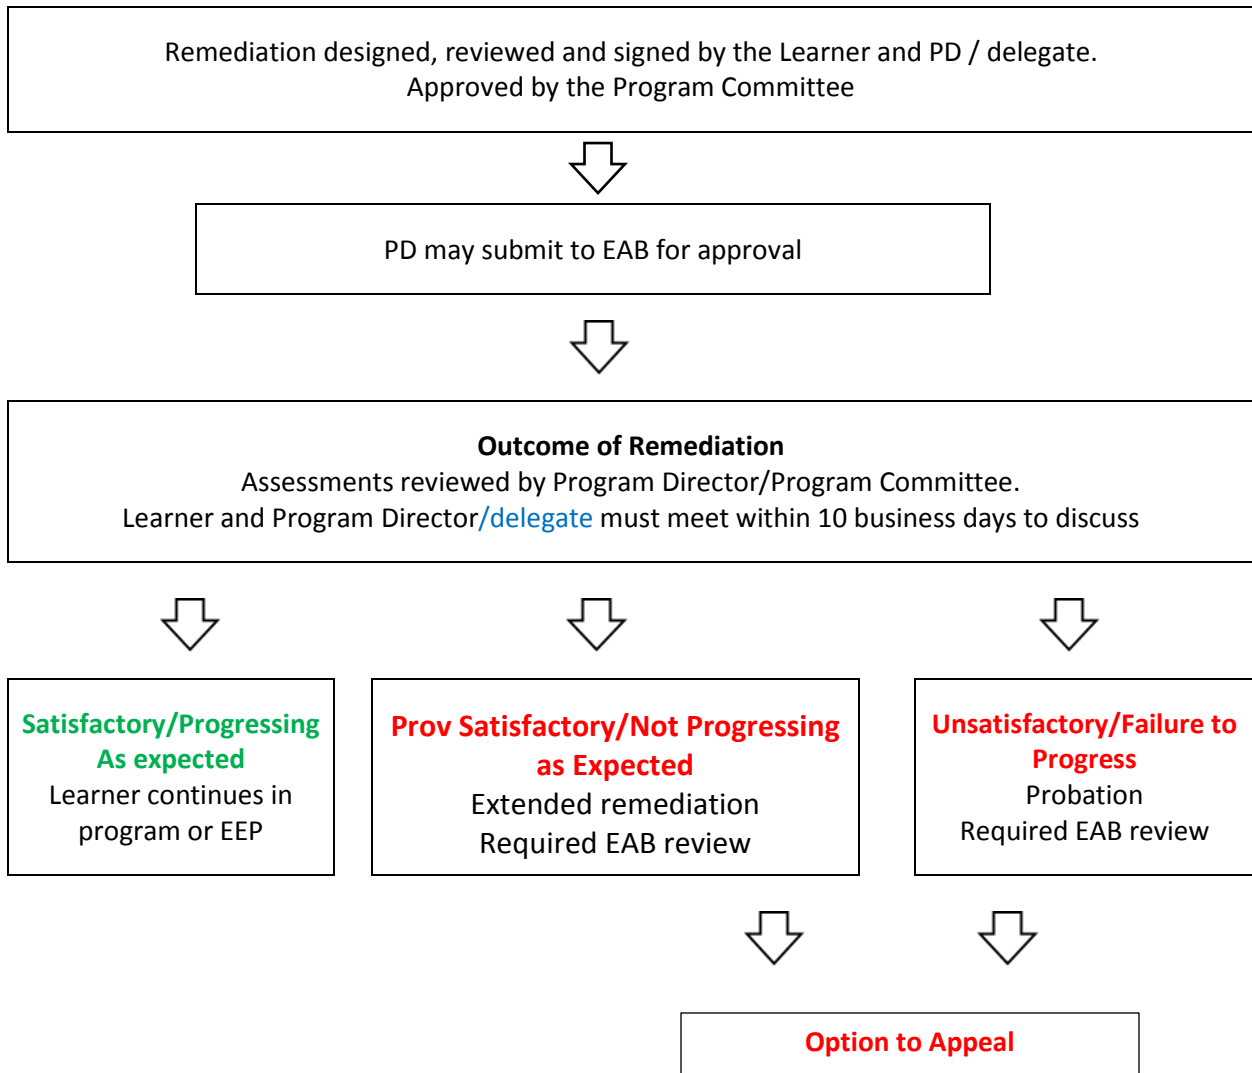 Remediation designed, reviewed and signed by the Learner and PD / delegate.
Approved by the Program Committee
PD may submit to EAB for approval
Outcome of Remediation
Assessments reviewed by Program Director/Program Committee.
Learner and Program Director/delegate must meet within 10 business days to discuss
Satisfactory/Progressing
As expected
Learner continues in
program or EEP
Prov Satisfactory/Not Progressing
as Expected
Extended remediation
Required EAB review
Unsatisfactory/Failure to
Progress
Probation
Required EAB review
Option to Appeal